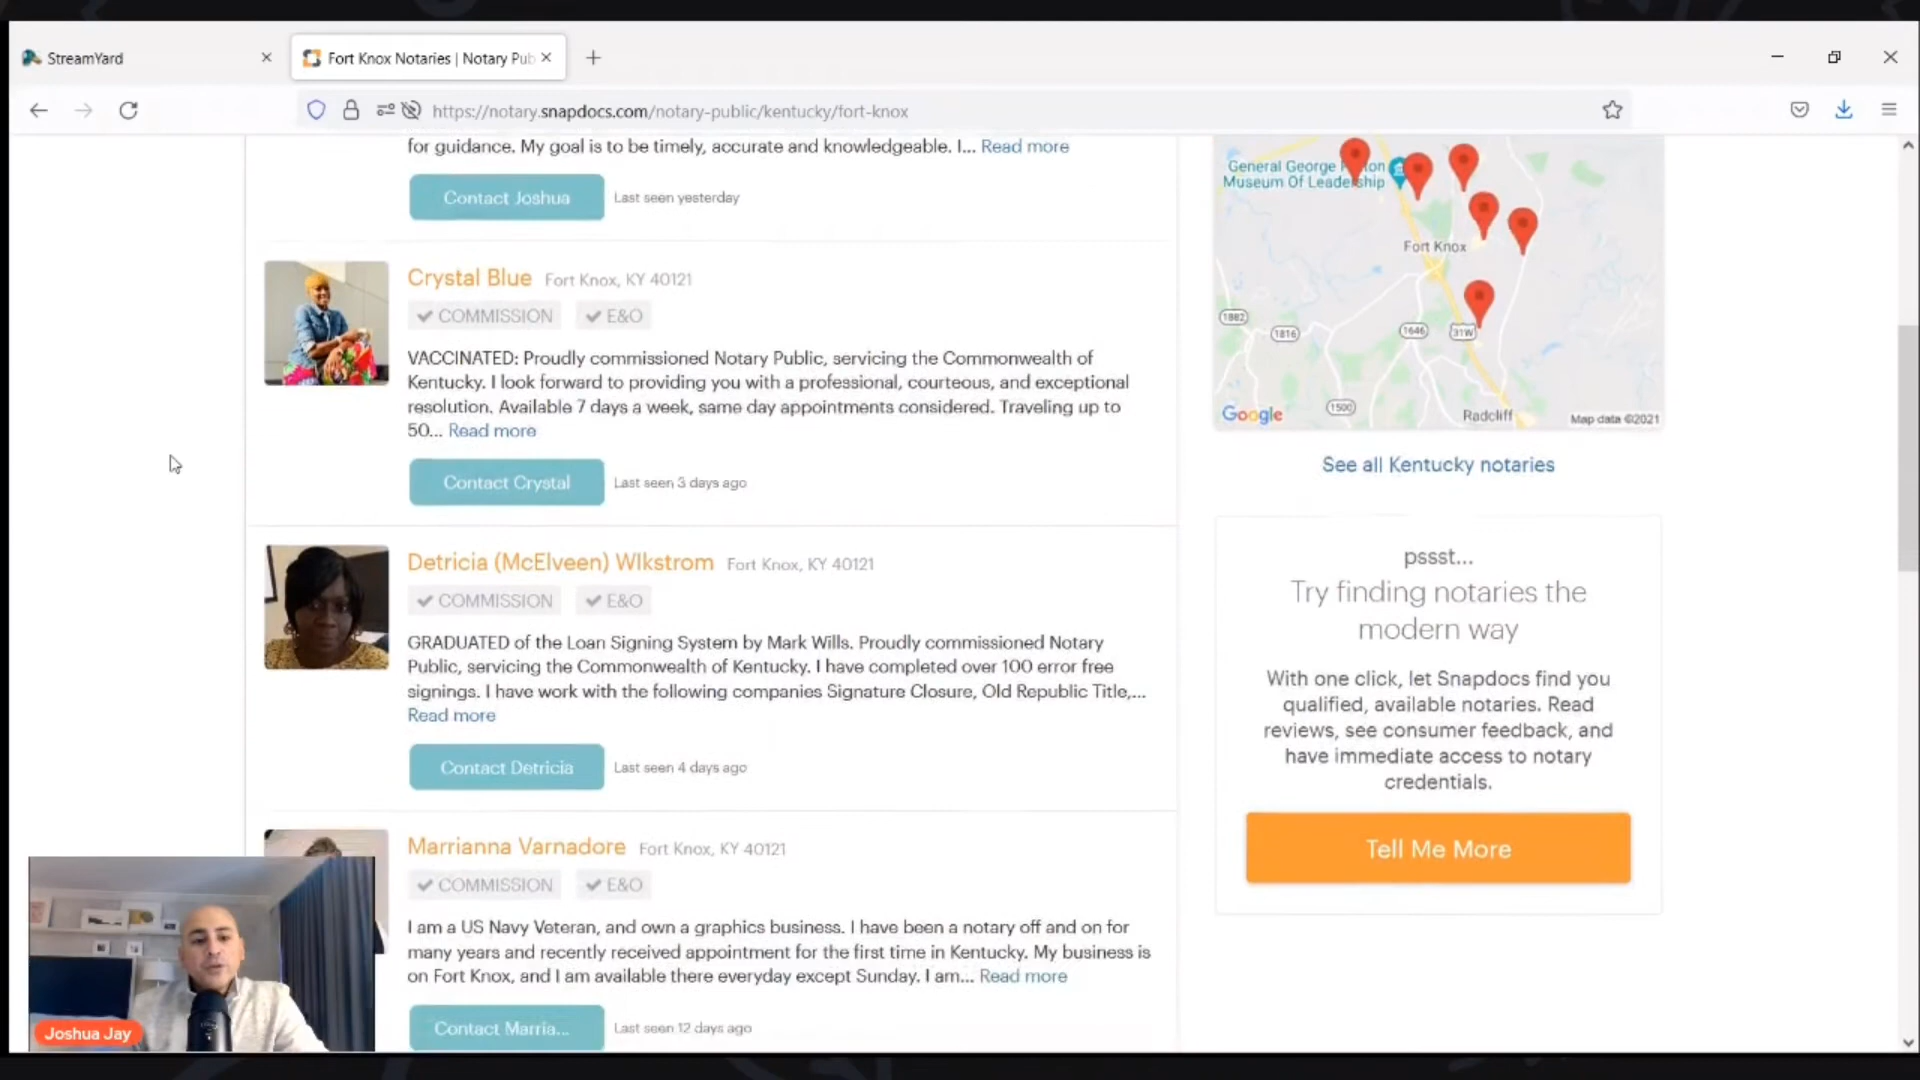 StreamYard
Fort Knox Notaries | Notary Pub
https://notary.snapdocs.com/notary-public/kentucky/fort-knox
for guidance. My goal is to be timely, accurate and knowledgeable. I... Read more
Contact Joshua
Last seen yesterday
Crystal Blue
Fort Knox, KY 40121
COMMISSION
E&O
VACCINATED: Proudly commissioned Notary Public, servicing the Commonwealth of
Kentucky. I look forward to providing you with a professional, courteous, and exceptional
resolution. Available 7 days a week, same day appointments considered. Traveling up to
50... Read more
Contact Crystal
Last seen 3 days ago
Detricia (McElveen) WIkstrom
Fort Knox, KY 40121
COMMISSION
E&O
GRADUATED of the Loan Signing System by Mark Wills. Proudly commissioned Notary
Public, servicing the Commonwealth of Kentucky. I have completed over 100 error free
signings. I have work with the following companies Signature Closure, Old Republic Title,...
Read more
Contact Detricia
Last seen 4 days ago
Marrianna Varnadore
Fort Knox, KY 40121
COMMISSION
E&O
I am a US Navy Veteran, and own a graphics business. I have been a notary off and on for
many years and recently received appointment for the first time in Kentucky. My business is
on Fort Knox, and I am available there everyday except Sunday. I am... Read more
Contact Marria...
Last seen 12 days ago
Joshua Jay
General George
Museum Of Leadership
Fort Knox
1882
1816
1646
31W
1500
Radcliff
Google
Map data ©2021
See all Kentucky notaries
pssst...
Try finding notaries the
modern way
With one click, let Snapdocs find you
qualified, available notaries. Read
reviews, see consumer feedback, and
have immediate access to notary
credentials.
Tell Me More